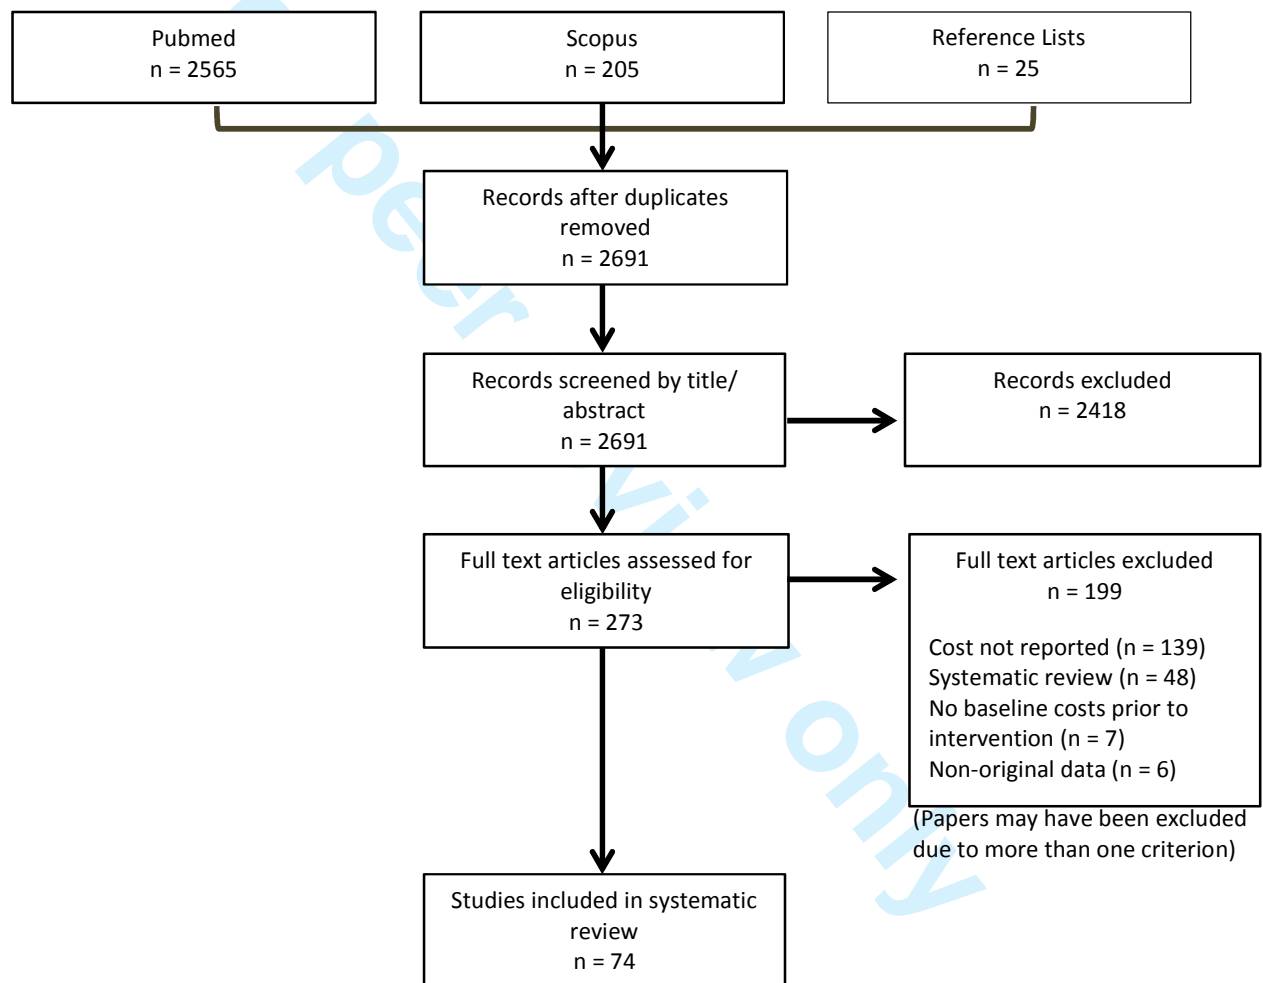 Pubmed
n = 2565
Scopus
n = 205
Reference Lists
n = 25
Records after duplicates
removed
n = 2691
Records screened by title/
abstract
n = 2691
Records excluded
n = 2418
Full text articles assessed for
eligibility
n = 273
Full text articles excluded
n = 199
Cost not reported (n = 139)
Systematic review (n = 48)
No baseline costs prior to
intervention (n = 7)
Non-original data (n = 6)
(Papers may have been excluded
due to more than one criterion)
Studies included in systematic
review
n = 74
peer
only